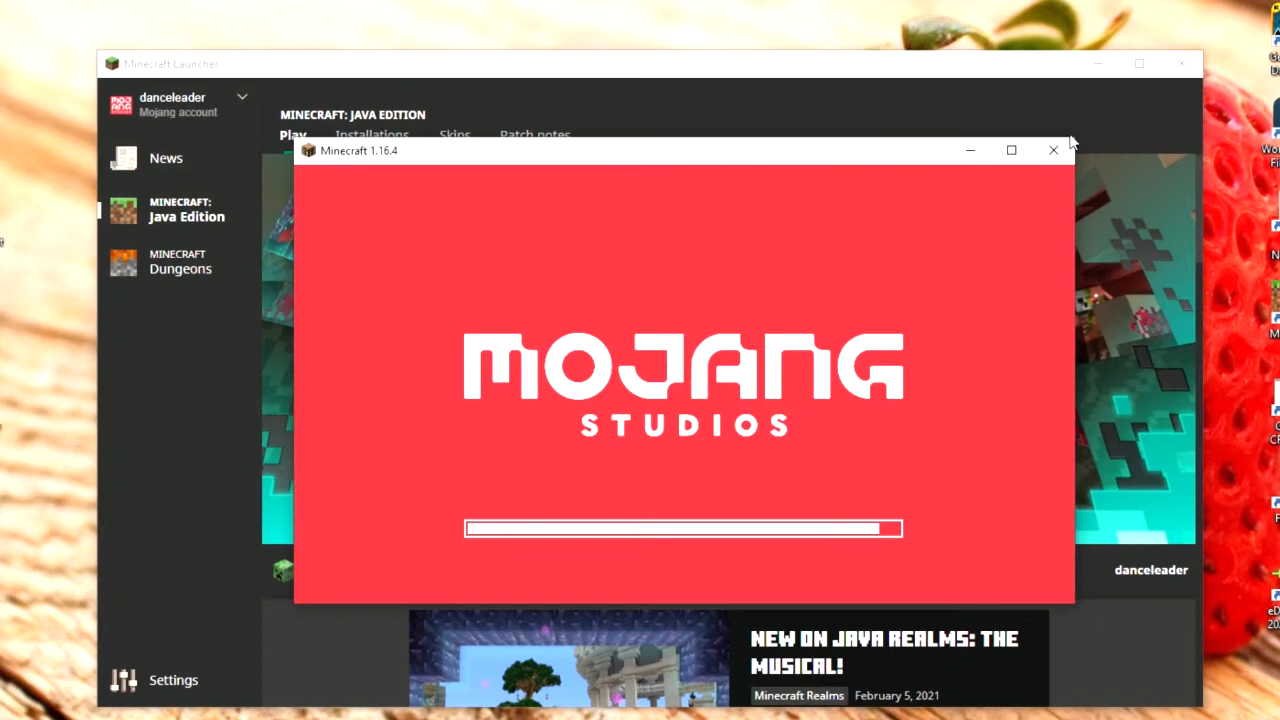 Minecraft Launcher
danceleader
Mojang account
News
MINECRAFT:
Java Edition
MINECRAFT
Dungeons
Settings
MINECRAFT: JAVA EDITION
Play Installations Skins Patch notes
Minecraft 1.16.4
MOJANG
STUDIOS
danceleader
NEW ON JAVA REALMS: THE
MUSICAL!
Minecraft Realms February 5, 2021